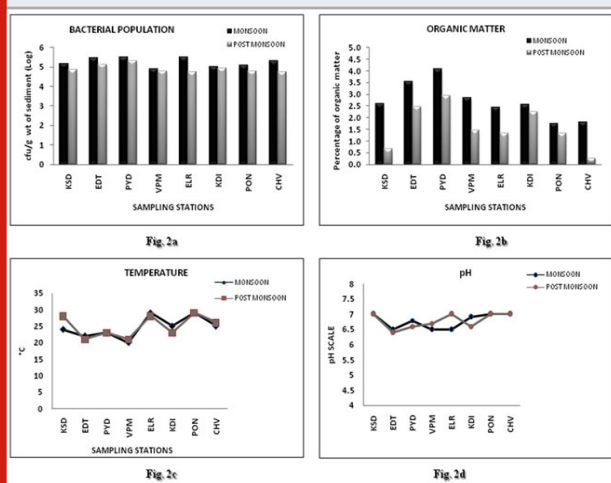 BACTERIAL POPULATION
MONSOON
POST MONSOON
cfu/g wt of sediment (Log)
6
5
4
3
2
1
0
KSD EDT PYD VPM ELR KDI PON CHV
SAMPLING STATIONS
Fig. 2a
ORGANIC MATTER
MONSOON
POST MONSOON
Percentage of organic matter
5.0
4.5
4.0
3.5
3.0
2.5
2.0
1.5
1.0
0.5
0.0
KSD EDT PYD VPM ELR KDI PON CHV
SAMPLING STATIONS
Fig. 2b
TEMPERATURE
MONSOON
POST MONSOON
°C
35
30
25
20
15
10
5
0
KSD EDT PYD VPM ELR KDI PON CHV
SAMPLING STATIONS
Fig. 2c
pH
MONSOON
POST MONSOON
pH SCALE
8
7.5
7
6.5
6
5.5
5
4.5
4
KSD EDT PYD VPM ELR KDI PON CHV
Fig. 2d